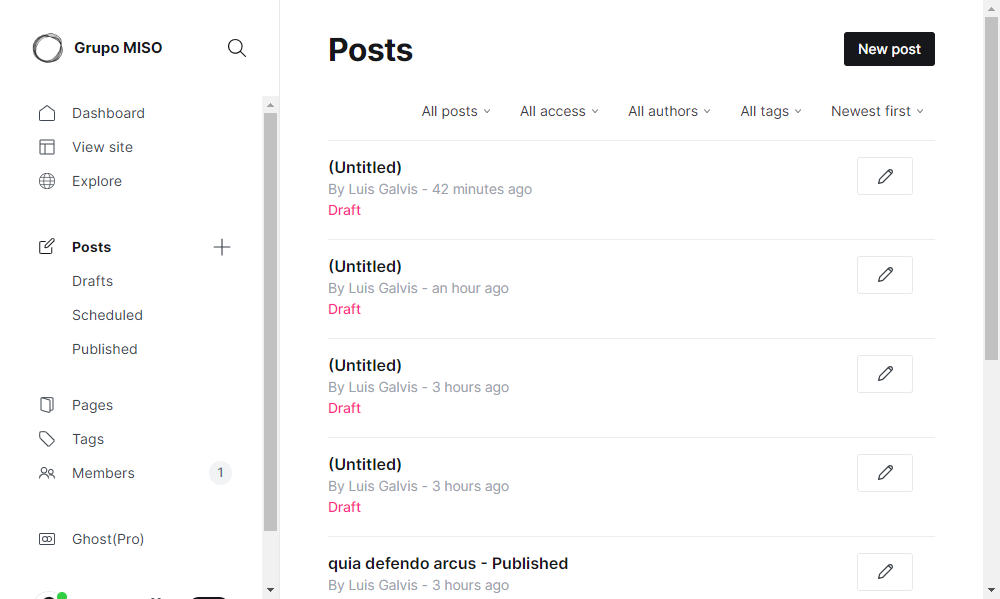 Grupo MISO
Dashboard
View site
Explore
Posts
Drafts
Scheduled
Published
Pages
Tags
Members 1
Ghost(Pro)
Posts
New post
All posts All access All authors All tags Newest first
(Untitled)
By Luis Galvis - 42 minutes ago
Draft
(Untitled)
By Luis Galvis - an hour ago
Draft
(Untitled)
By Luis Galvis - 3 hours ago
Draft
(Untitled)
By Luis Galvis - 3 hours ago
Draft
quia defendo arcus - Published
By Luis Galvis - 3 hours ago